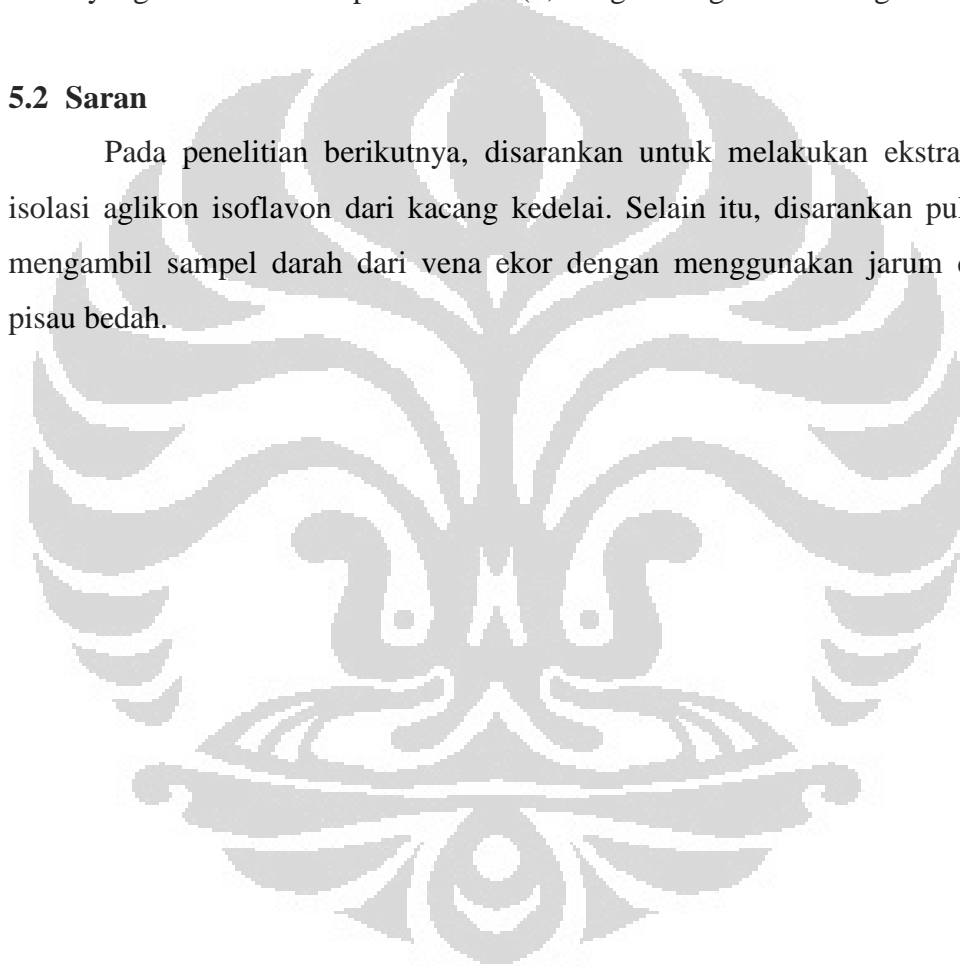 5.2 Saran
Pada penelitian berikutnya, disarankan untuk melakukan ekstra
isolasi aglikon isoflavon dari kacang kedelai. Selain itu, disarankan pul
mengambil sampel darah dari vena ekor dengan menggunakan jarum
pisau bedah.